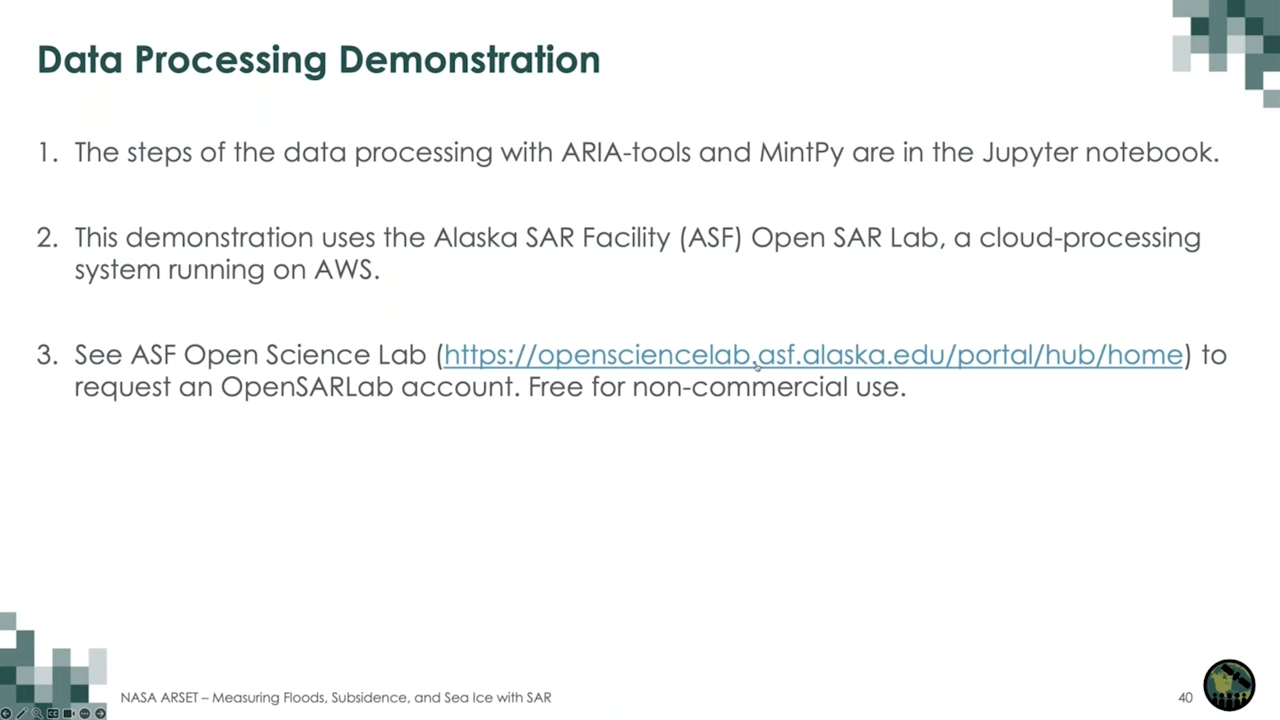 Data Processing Demonstration
1. The steps of the data processing with ARIA-tools and MintPy are in the Jupyter notebook.
2. This demonstration uses the Alaska SAR Facility (ASF) Open SAR Lab, a cloud-processing
system running on AWS.
3. See ASF Open Science Lab (https://opensciencelab.asf.alaska.edu/portal/hub/home) to
request an OpenSARLab account. Free for non-commercial use.
NASA ARSET – Measuring Floods, Subsidence, and Sea Ice with SAR
40